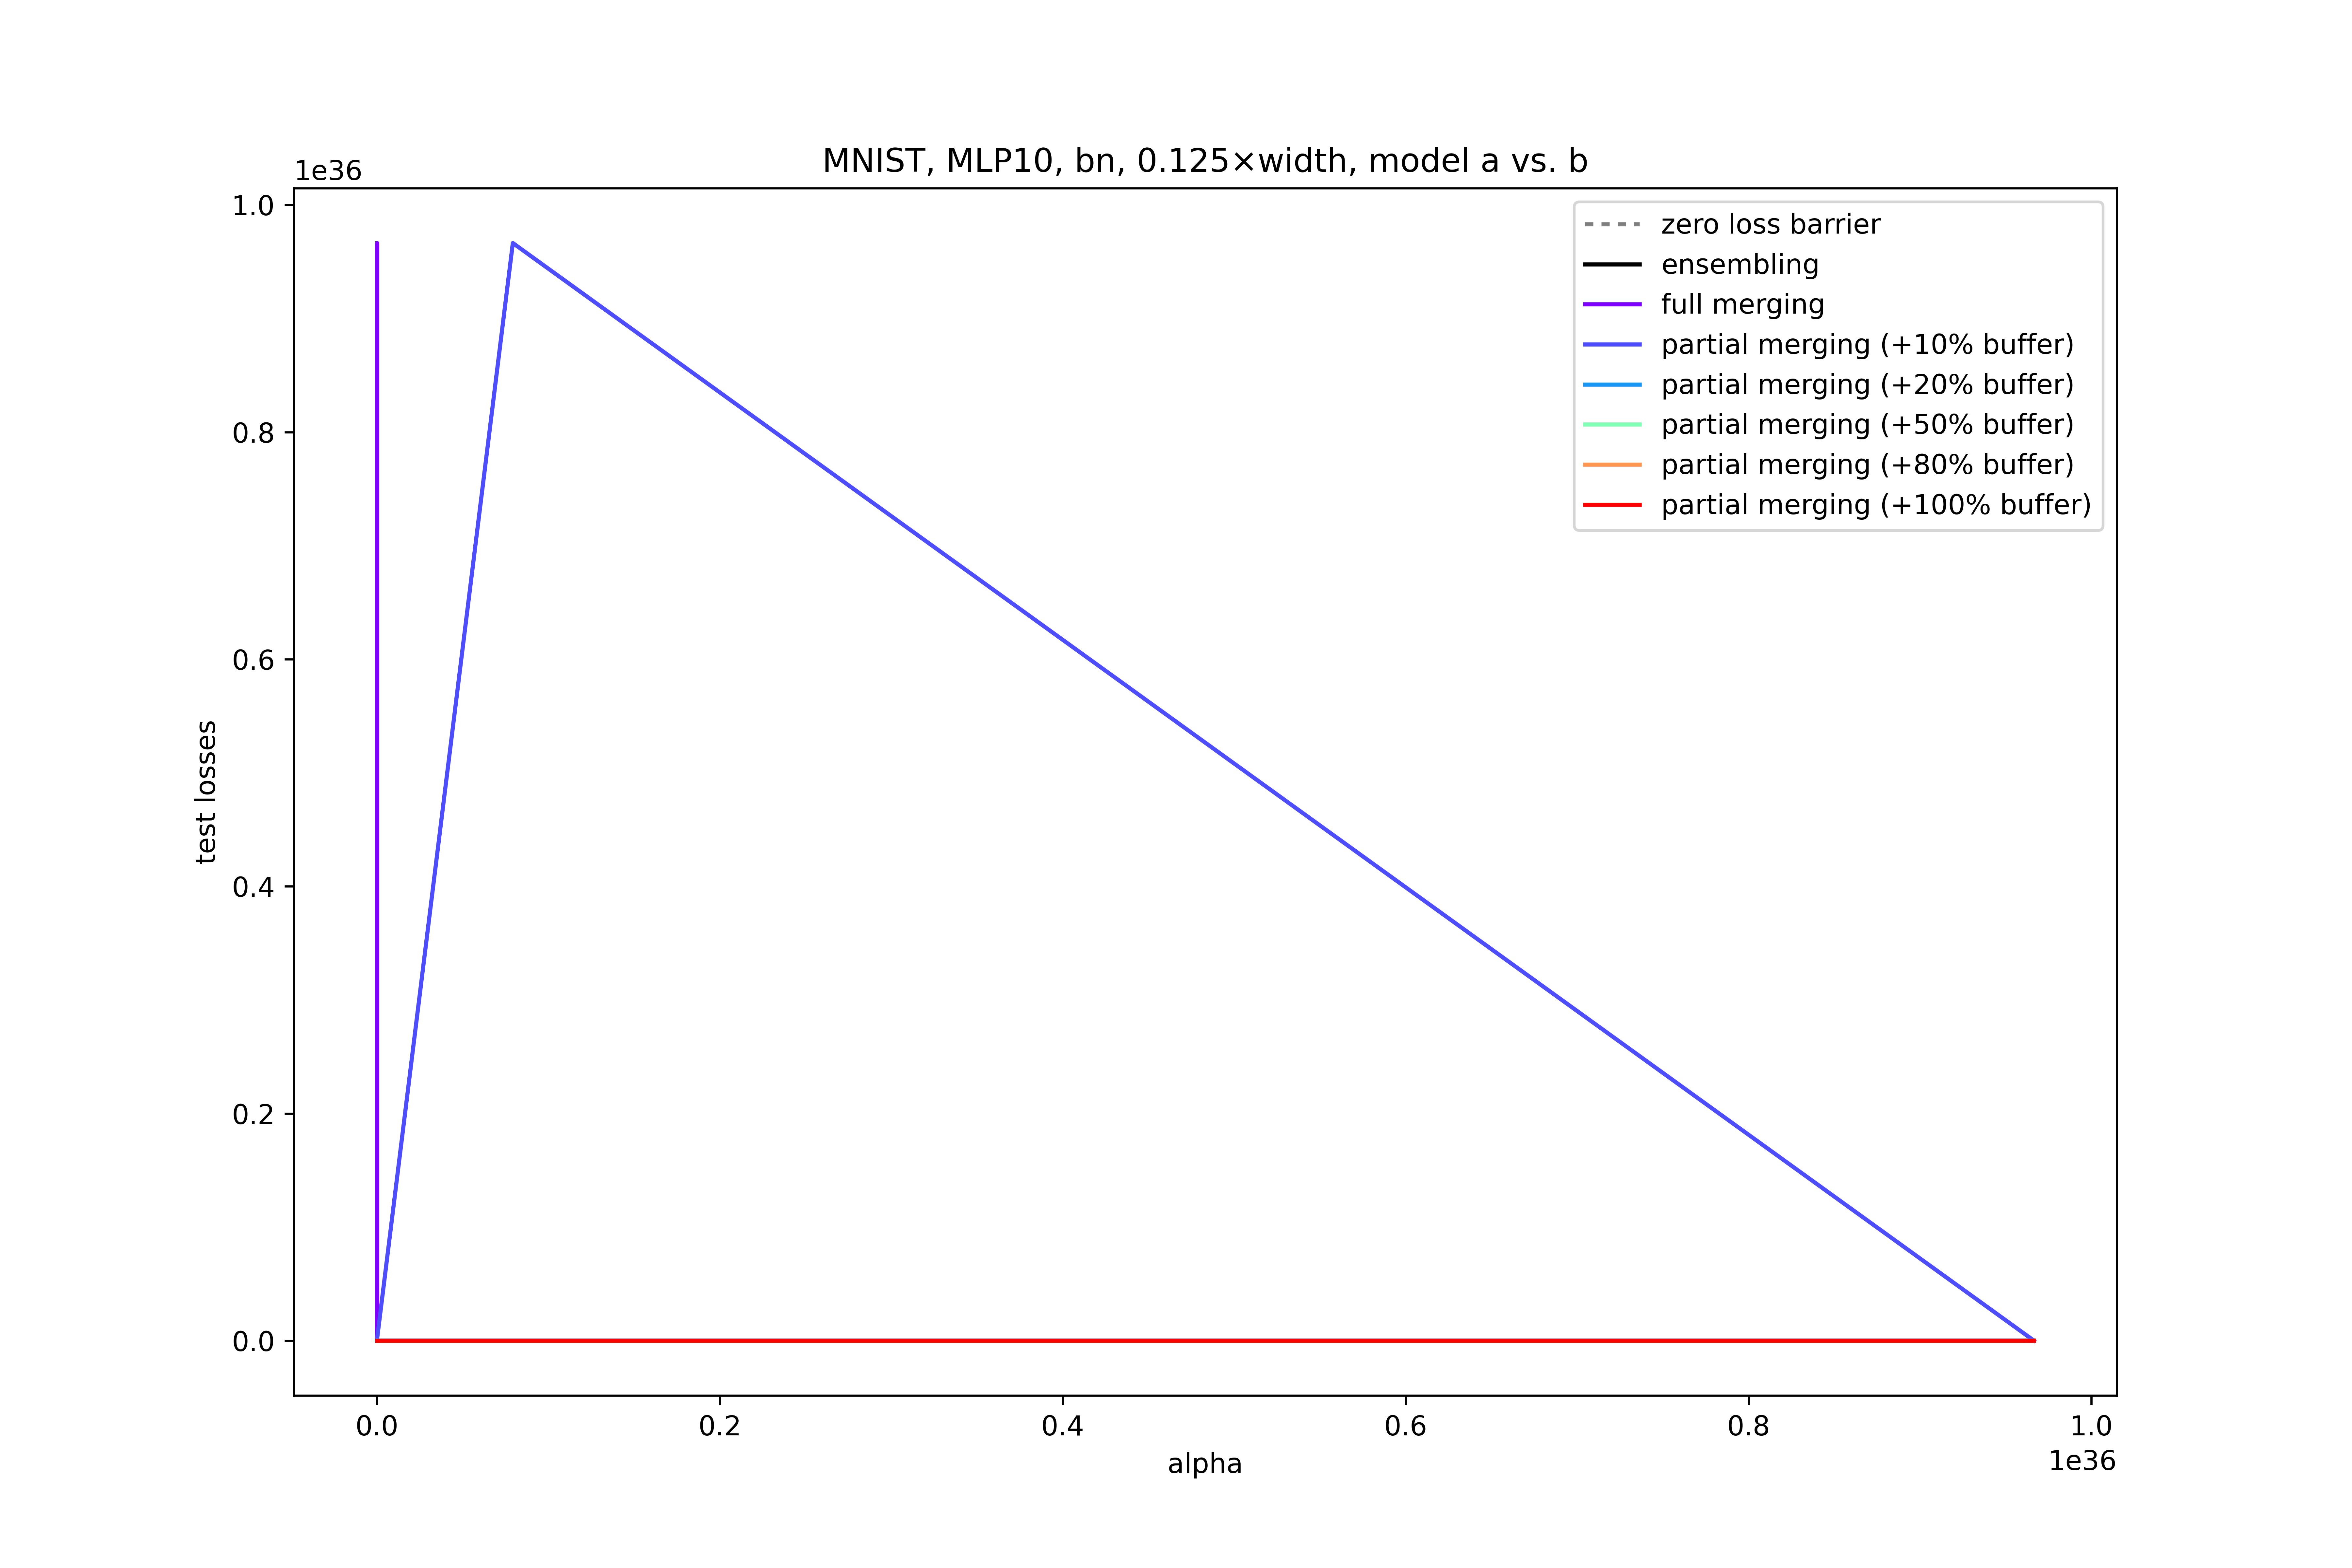 MNIST, MLP10, bn, 0.125×width, model a vs. b
1e36
1.0
0.8
0.6
0.4
0.2
0.0
test losses
zero loss barrier
ensembling
full merging
partial merging (+10% buffer)
partial merging (+20% buffer)
partial merging (+50% buffer)
partial merging (+80% buffer)
partial merging (+100% buffer)
0.0 0.2 0.4 0.6 0.8 1.0
1e36
alpha